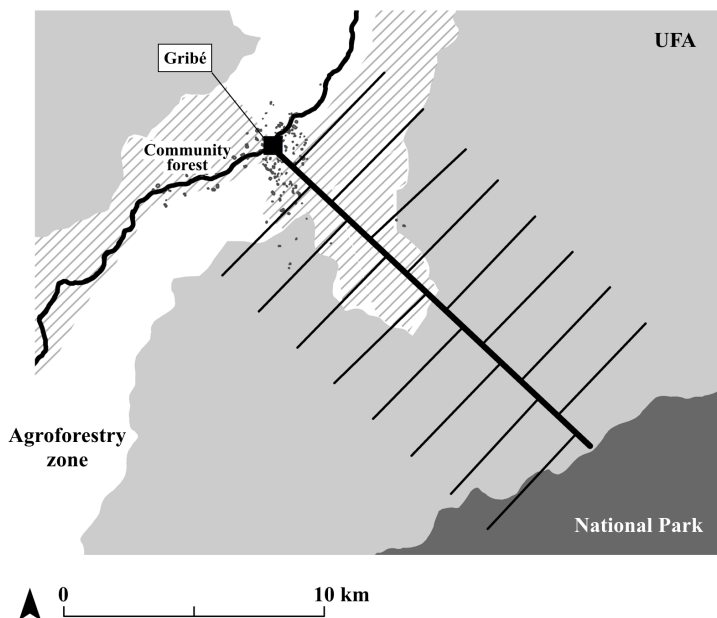 UFA
Gribé
Community
forest
Agroforestry
zone
National Park
0
10 km